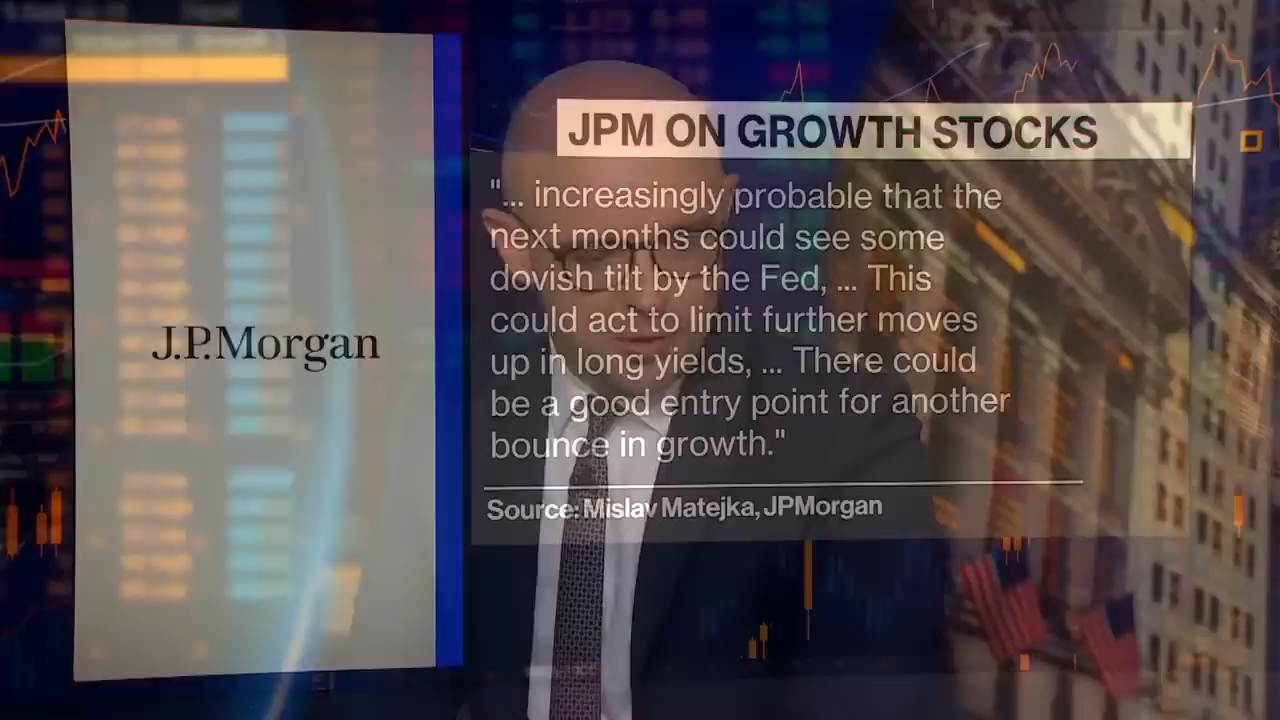 J.P.Morgan
JPM ON GROWTH STOCKS
"... increasingly probable that the
next months could see some
dovish tilt by the Fed, ... This
could act to limit further moves
up in long yields, ... There could
be a good entry point for another
bounce in growth."
Source: Mislav Matejka, JPMorgan